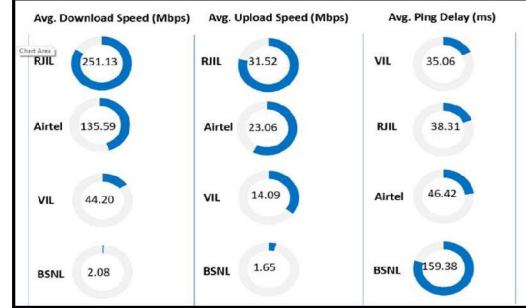 Avg. Download Speed (Mbps)
Chart Area
RJIL 251.13
Airtel 135.59
VIL 44.20
BSNL 2.08
Avg. Upload Speed (Mbps)
RJIL 31.52
Airtel 23.06
VIL 14.09
BSNL 1.65
Avg. Ping Delay (ms)
VIL 35.06
RJIL 38.31
Airtel 46.42
BSNL 159.38